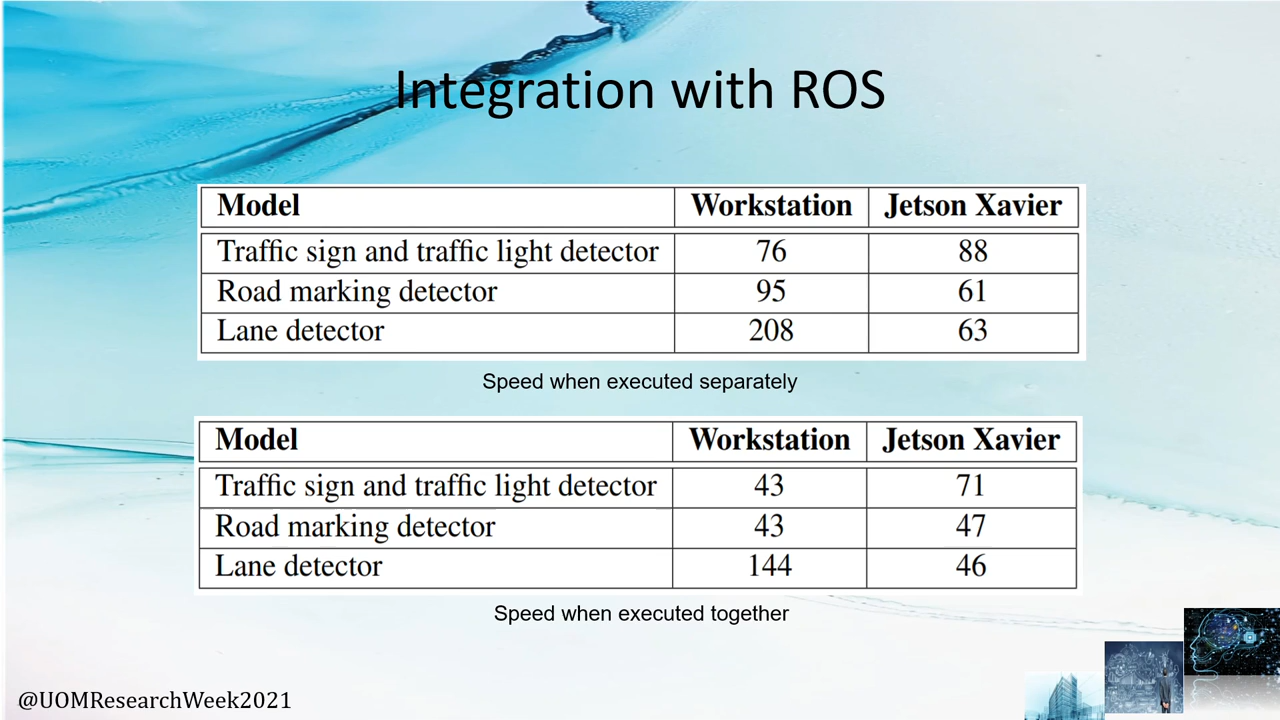 Integration with ROS
Model Workstation Jetson Xavier
Traffic sign and traffic light detector 76 88
Road marking detector 95 61
Lane detector 208 63
Speed when executed separately
Model Workstation Jetson Xavier
Traffic sign and traffic light detector 43 71
Road marking detector 43 47
Lane detector 144 46
Speed when executed together
@UOMResearchWeek2021